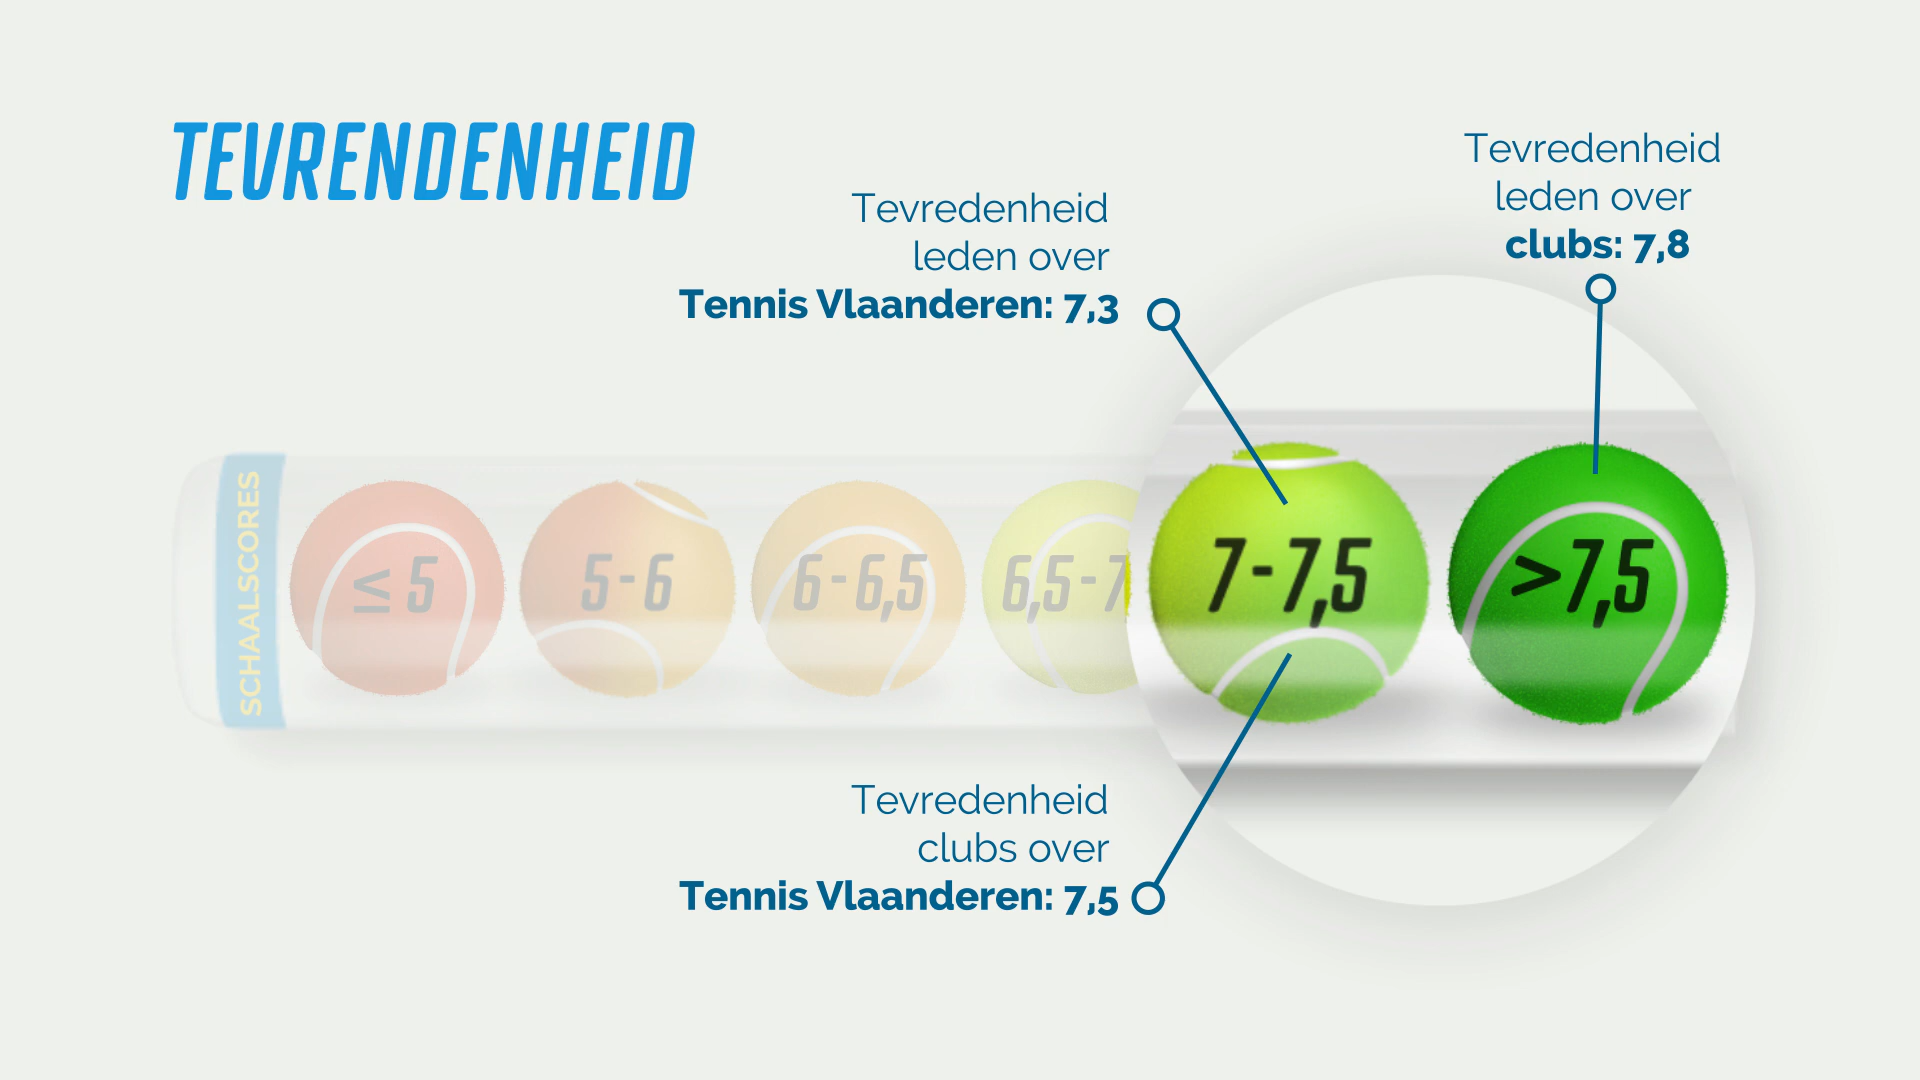 TEVRENDENHEID
Tevredenheid
leden over
Tennis Vlaanderen: 7,3
Tevredenheid
leden over
clubs: 7,8
SCHAALSCORES
≤ 5
5 - 6
6 - 6,5
6,5 - 7
7 - 7,5
>7,5
Tevredenheid
clubs over
Tennis Vlaanderen: 7,5